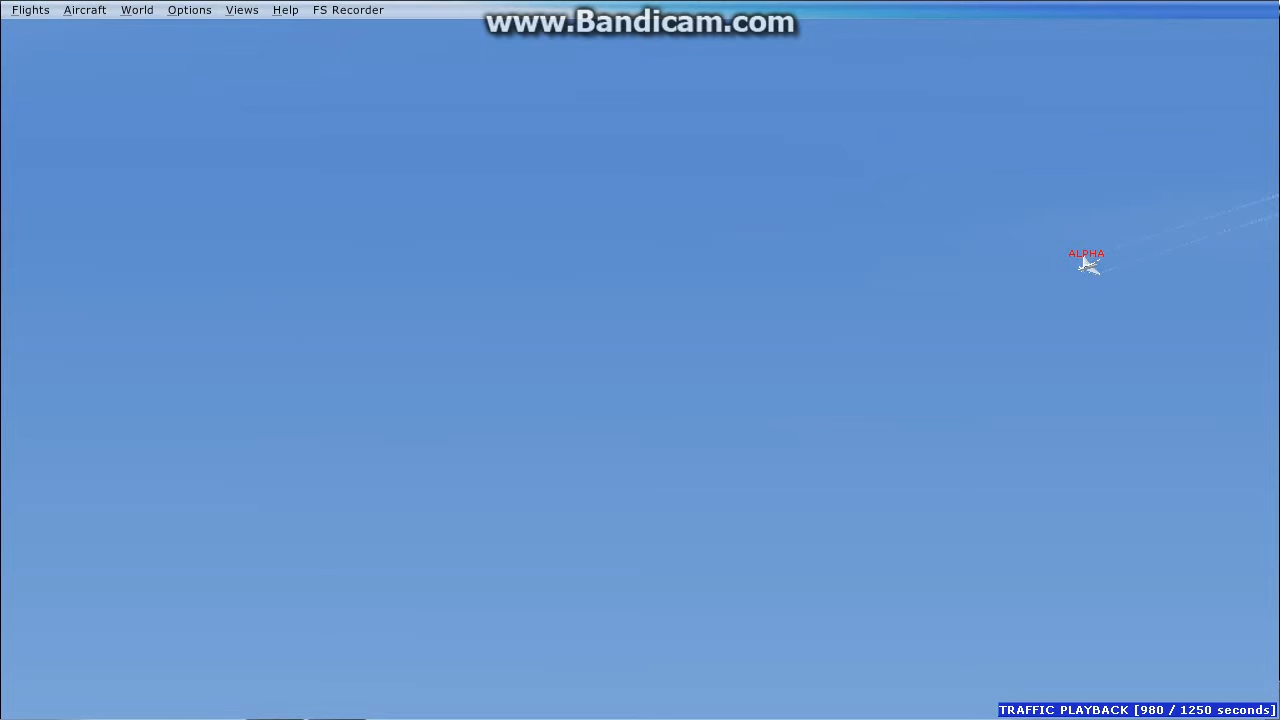 Flights Aircraft World Options Views Help FS Recorder
www.Bandicam.com
ALPHA
TRAFFIC PLAYBACK [980 / 1250 seconds]